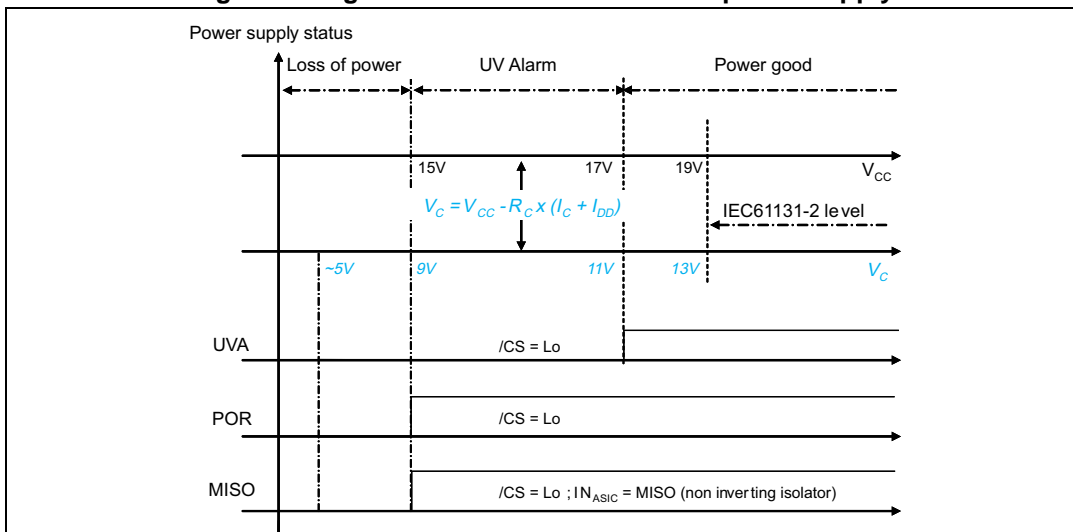 Power supply status
Loss of power UV Alarm Power good
15V 17V 19V V_CC
V_C = V_CC - R_C x (I_C + I_DD)
IEC61131-2 level
~5V 9V 11V 13V V_C
UVA /CS = Lo
POR /CS = Lo
MISO /CS = Lo ; IN_ASIC = MISO (non inverting isolator)